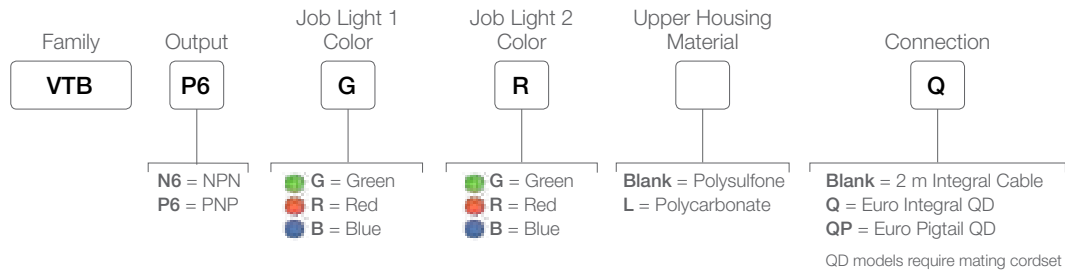 Family
Output
Job Light 1
Color
Job Light 2
Color
Upper Housing
Material
Connection
VTB
P6
G
R
Q
N6 = NPN
P6 = PNP
G = Green
R = Red
B = Blue
G = Green
R = Red
B = Blue
Blank = Polysulfone
L = Polycarbonate
Blank = 2 m Integral Cable
Q = Euro Integral QD
QP = Euro Pigtail QD
QD models require mating cordset